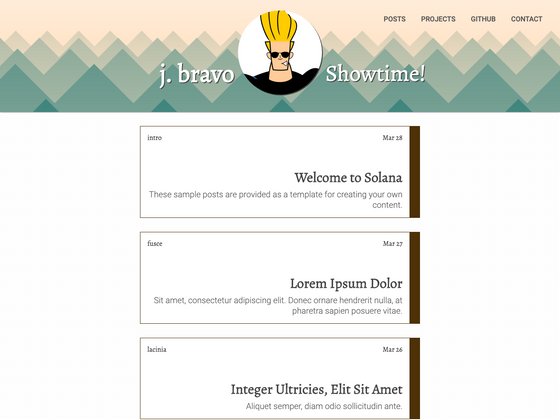 POSTS PROJECTS GITHUB CONTACT
j. bravo Showtime!
intro Mar 28
Welcome to Solana
These sample posts are provided as a template for creating your own
content.
fusce Mar 27
Lorem Ipsum Dolor
Sit amet, consectetur adipiscing elit. Donec ornare hendrerit nulla, at
pharetra sapien posuere vitae.
lacinia Mar 26
Integer Ultricies, Elit Sit Amet
Aliquet semper, diam odio sollicitudin ante.